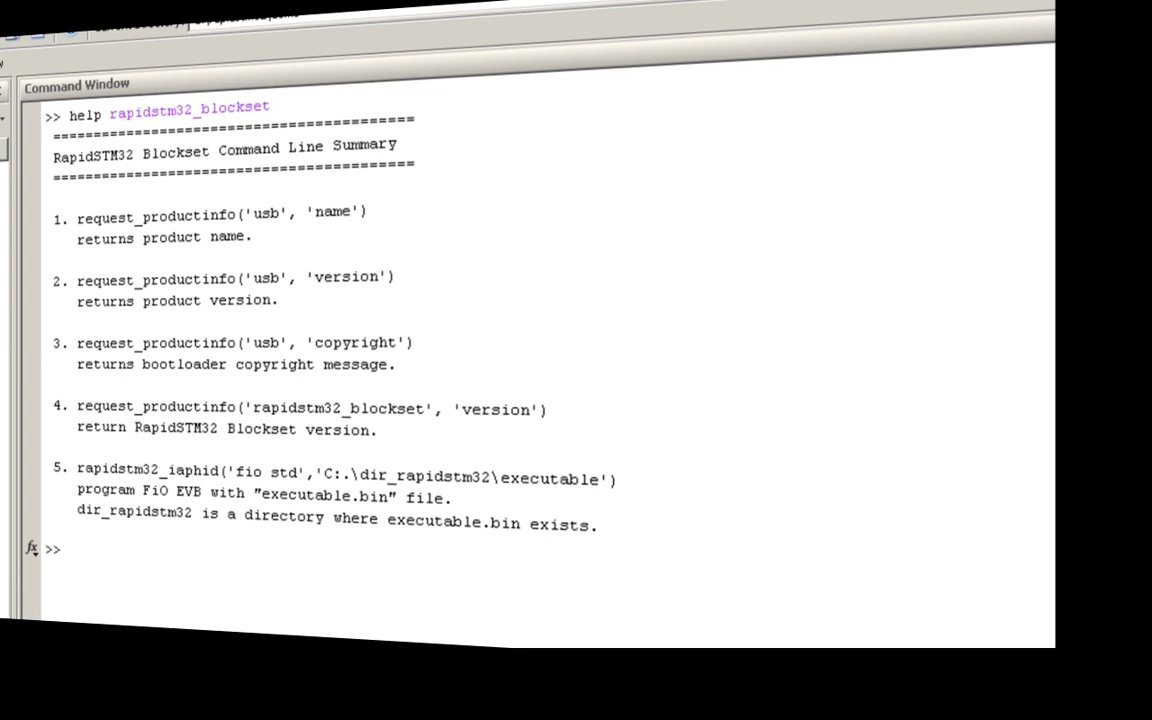 Command Window
>> help rapidstm32_blockset
=============================================
RapidSTM32 Blockset Command Line Summary
=============================================
1. request_productinfo('usb', 'name')
returns product name.
2. request_productinfo('usb', 'version')
returns product version.
3. request_productinfo('usb', 'copyright')
returns bootloader copyright message.
4. request_productinfo('rapidstm32_blockset', 'version')
return RapidSTM32 Blockset version.
5. rapidstm32_iaphid('fio std','C:.\dir_rapidstm32\executable')
program FiO EVB with "executable.bin" file.
dir_rapidstm32 is a directory where executable.bin exists.
fx >>